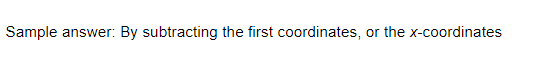 Sample answer: By subtracting the first coordinates, or the x-coordinates